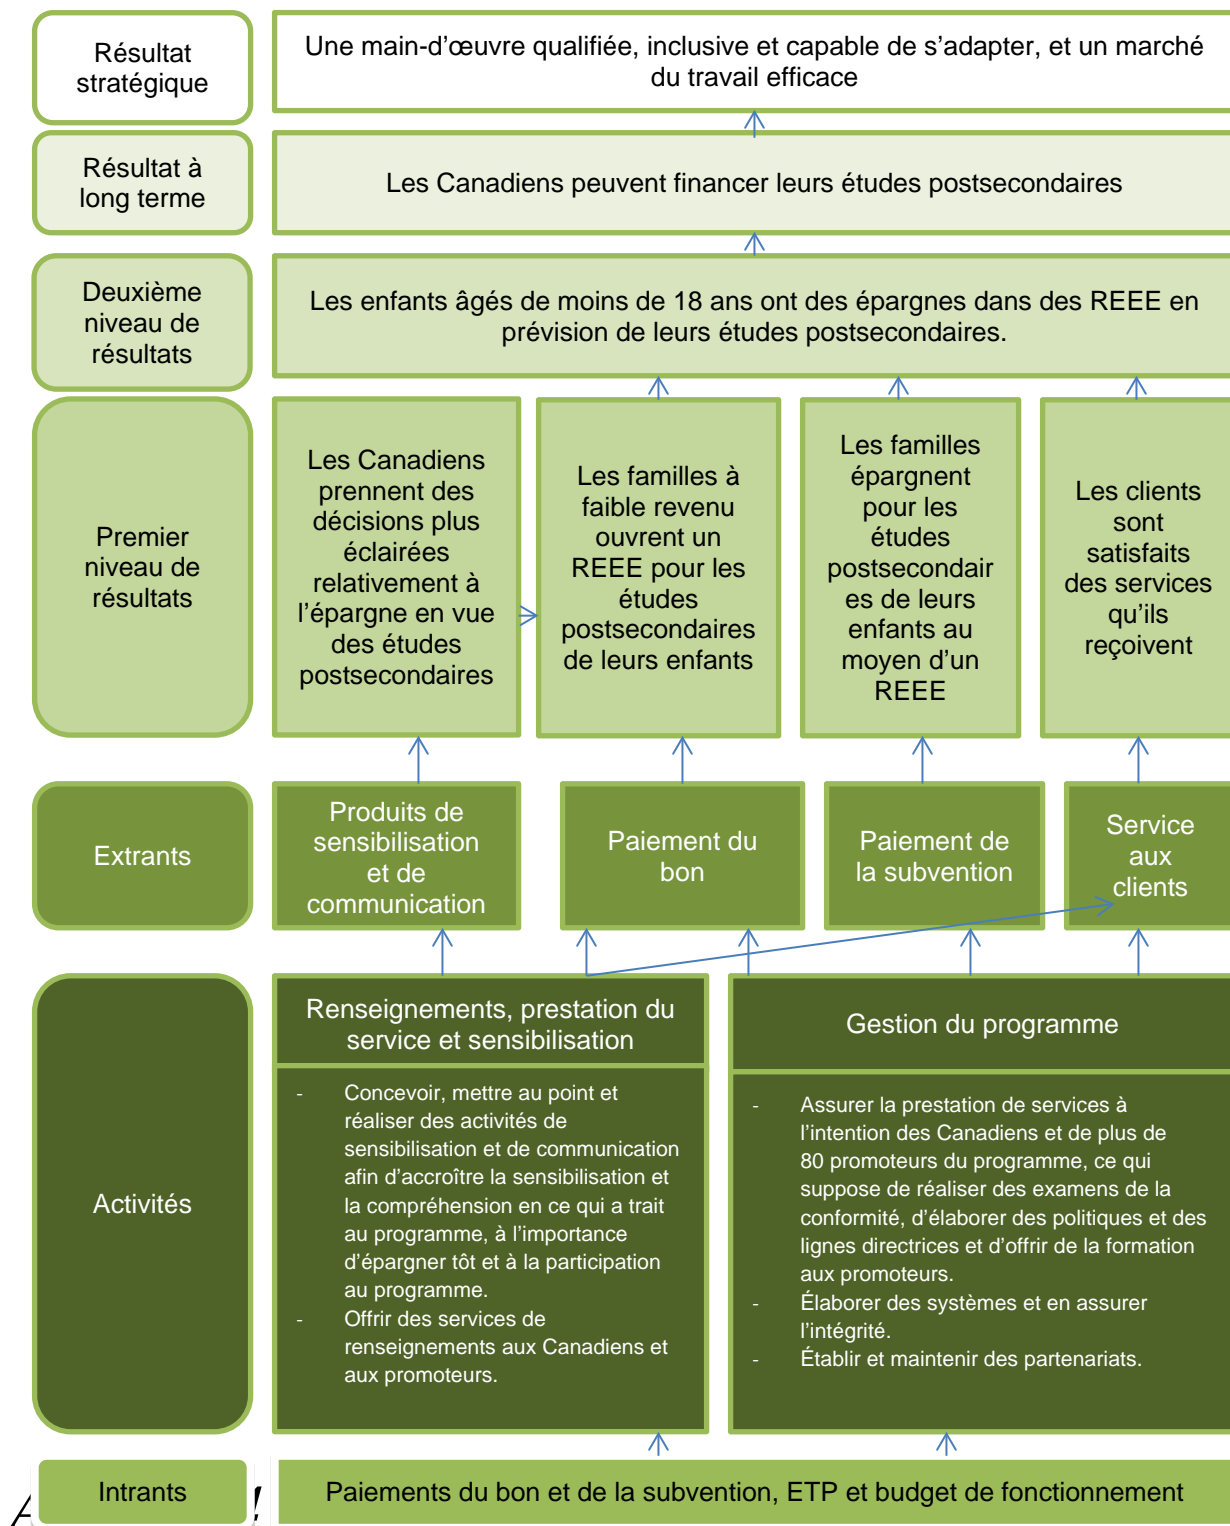 Résultat
stratégique
Une main-d’œuvre qualifiée, inclusive et capable de s’adapter, et un marché
du travail efficace
Résultat à
long terme
Les Canadiens peuvent financer leurs études postsecondaires
Deuxième
niveau de
résultats
Les enfants âgés de moins de 18 ans ont des épargnes dans des REEE en
prévision de leurs études postsecondaires.
Premier
niveau de
résultats
Les Canadiens
prennent des
décisions plus
éclairées
relativement à
l’épargne en vue
des études
postsecondaires
Les familles à
faible revenu
ouvrent un
REEE pour les
études
postsecondaires
de leurs enfants
Les familles
épargnent
pour les
études
postsecondair
es de leurs
enfants au
moyen d’un
REEE
Les clients
sont
satisfaits
des services
qu’ils
reçoivent
Extrants
Produits de
sensibilisation
et de
communication
Paiement du
bon
Paiement de
la subvention
Service
aux
clients
Activités
Renseignements, prestation du
service et sensibilisation
- Concevoir, mettre au point et
réaliser des activités de
sensibilisation et de communication
afin d’accroître la sensibilisation et
la compréhension en ce qui a trait
au programme, à l’importance
d’épargner tôt et à la participation
au programme.
- Offrir des services de
renseignements aux Canadiens et
aux promoteurs.
Gestion du programme
- Assurer la prestation de services à
l’intention des Canadiens et de plus de
80 promoteurs du programme, ce qui
suppose de réaliser des examens de la
conformité, d’élaborer des politiques et des
lignes directrices et d’offrir de la formation
aux promoteurs.
- Élaborer des systèmes et en assurer
l’intégrité.
- Établir et maintenir des partenariats.
Intrants
Paiements du bon et de la subvention, ETP et budget de fonctionnement